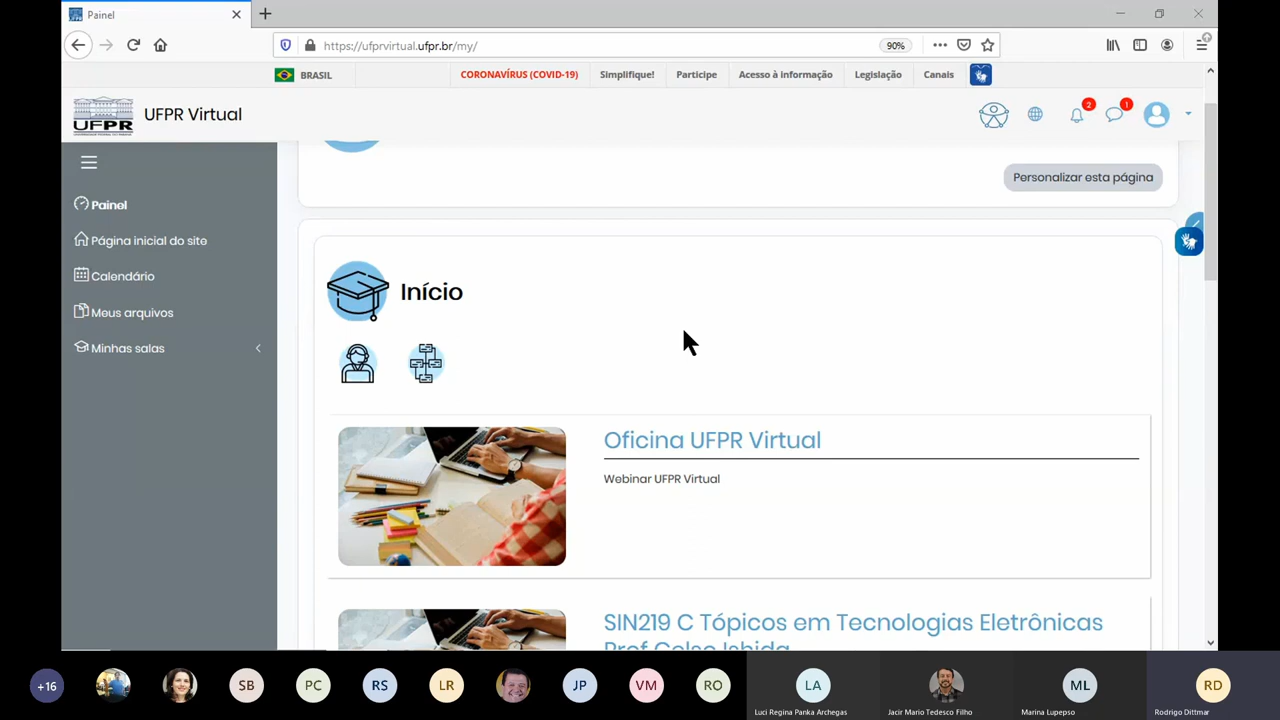 Painel
https://ufprvirtual.ufpr.br/my/
90%
BRASIL
CORONAVÍRUS (COVID-19)
Simplifique!
Participe
Acesso à informação
Legislação
Canais
UFPR
UFPR Virtual
2
1
Painel
Página inicial do site
Calendário
Meus arquivos
Minhas salas
Personalizar esta página
Início
Oficina UFPR Virtual
Webinar UFPR Virtual
SIN219 C Tópicos em Tecnologias Eletrônicas
Prof Celso Ishida
+16
SB
PC
RS
LR
JP
VM
RO
LA
ML
RD
Luci Regina Panka Archegas
Jacir Mario Tedesco Filho
Marina Lupepso
Rodrigo Dittmar